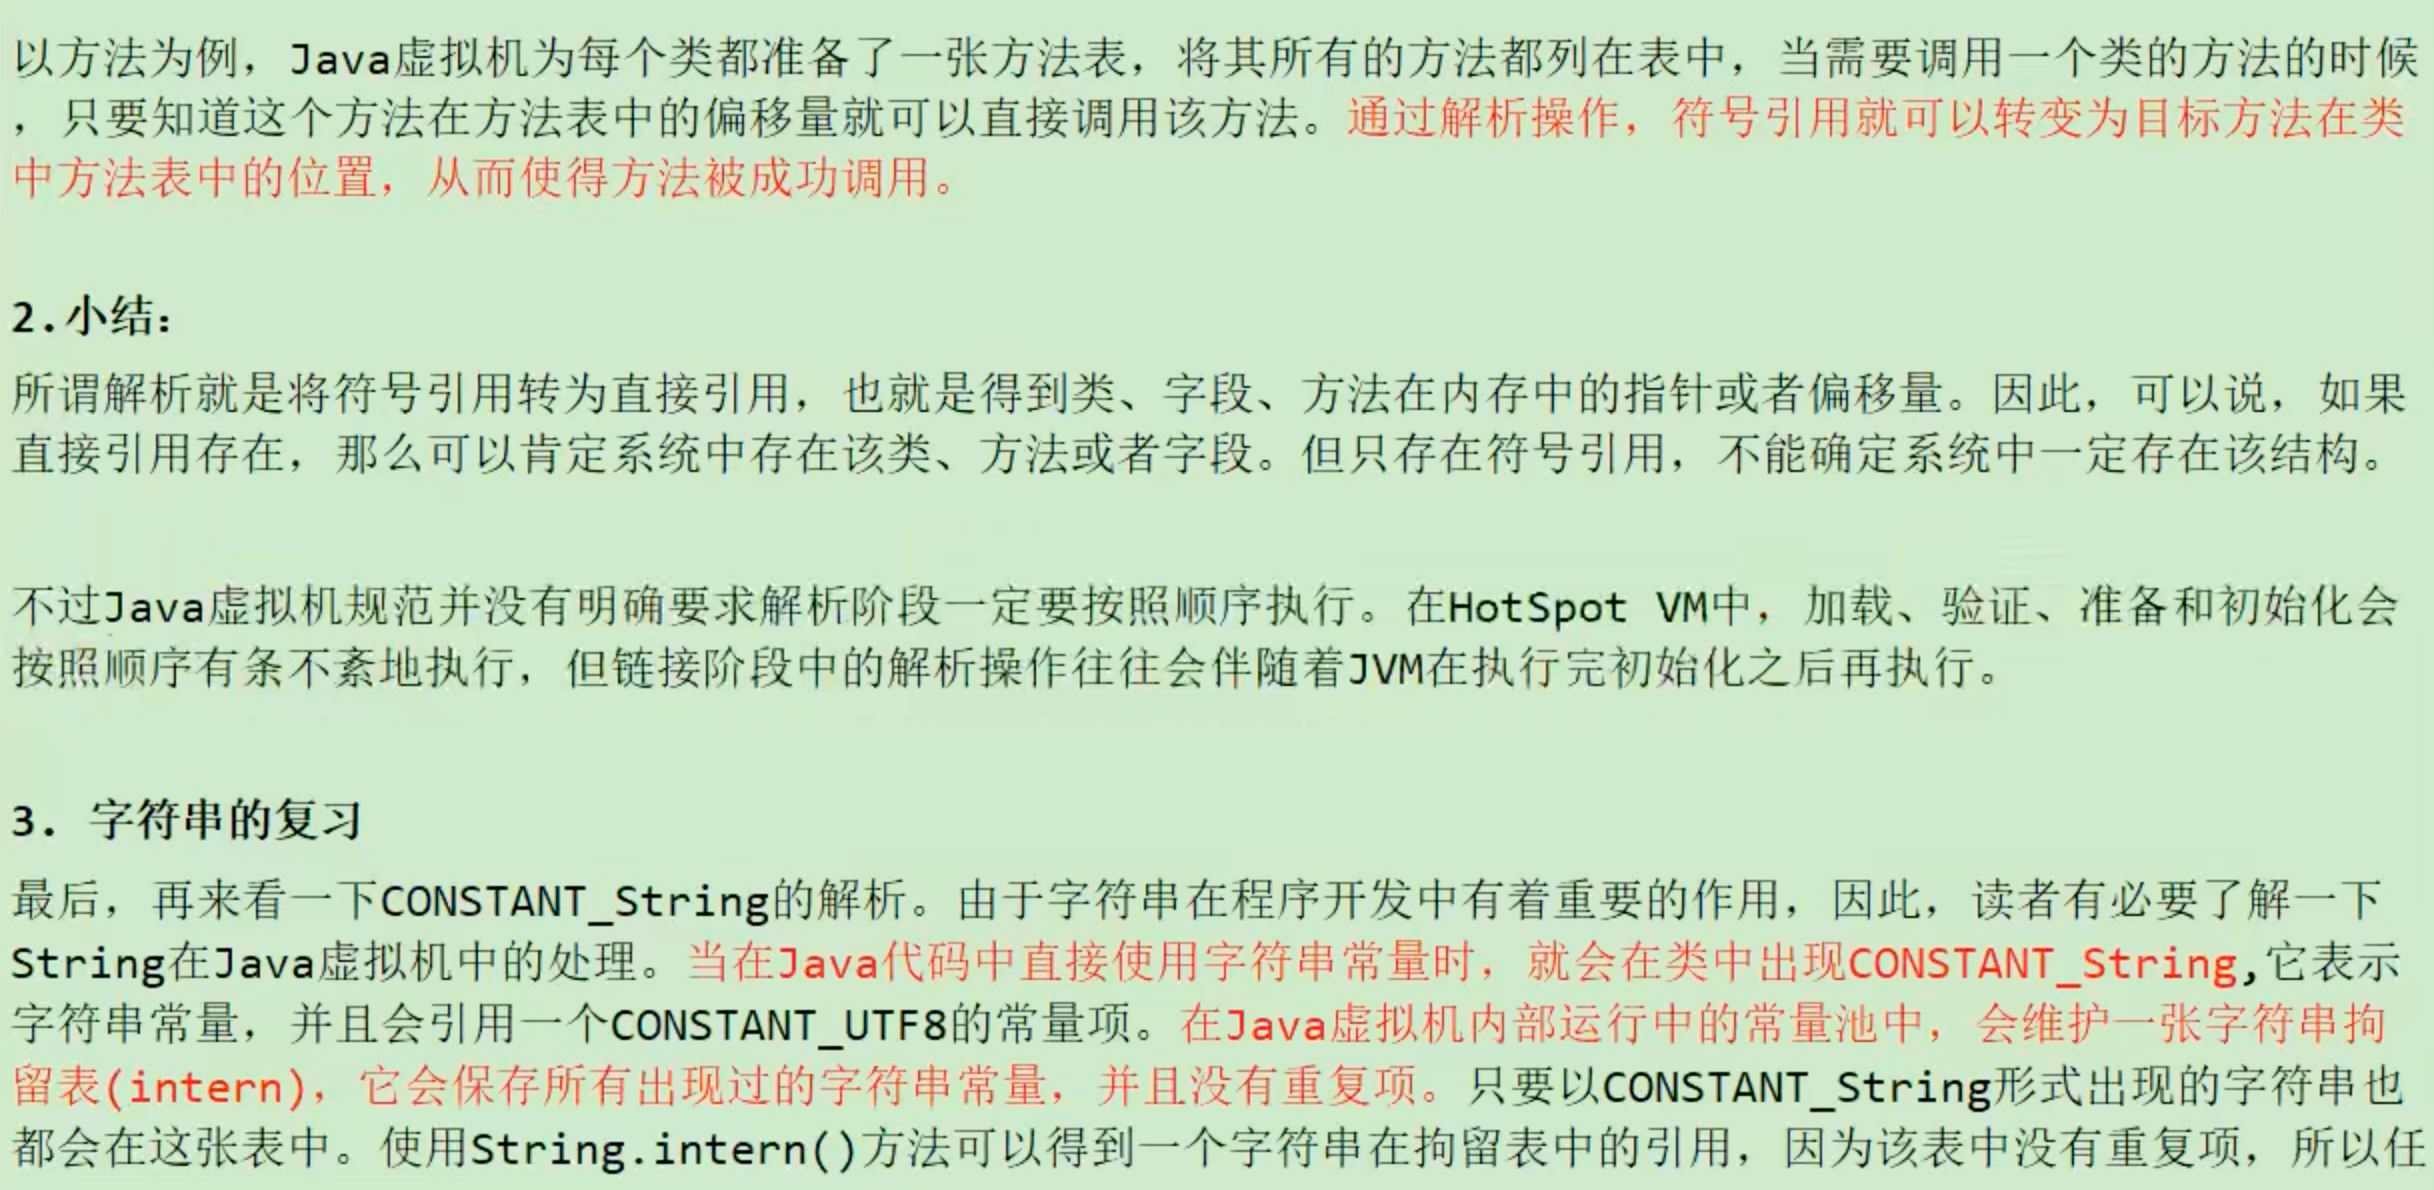 以方法为例，Java虚拟机为每个类都准备了一张方法表，将其所有的方法都列在表中，当需要调用一个类的方法的时候
，只要知道这个方法在方法表中的偏移量就可以直接调用该方法。通过解析操作，符号引用就可以转变为目标方法在类
中方法表中的位置，从而使得方法被成功调用。
2.小结：
所谓解析就是将符号引用转为直接引用，也就是得到类、字段、方法在内存中的指针或者偏移量。因此，可以说，如果
直接引用存在，那么可以肯定系统中存在该类、方法或者字段。但只存在符号引用，不能确定系统中一定存在该结构。
不过Java虚拟机规范并没有明确要求解析阶段一定要按照顺序执行。在HotSpot VM中，加载、验证、准备和初始化会
按照顺序有条不紊地执行，但链接阶段中的解析操作往往会伴随着JVM在执行完初始化之后再执行。
3. 字符串的复习
最后，再来看一下CONSTANT_String的解析。由于字符串在程序开发中有着重要的作用，因此，读者有必要了解一下
String在Java虚拟机中的处理。当在Java代码中直接使用字符串常量时，就会在类中出现CONSTANT_String,它表示
字符串常量，并且会引用一个CONSTANT_UTF8的常量项。在Java虚拟机内部运行中的常量池中，会维护一张字符串拘
留表(intern)，它会保存所有出现过的字符串常量，并且没有重复项。只要以CONSTANT_String形式出现的字符串也
都会在这张表中。使用String.intern()方法可以得到一个字符串在拘留表中的引用，因为该表中没有重复项，所以任